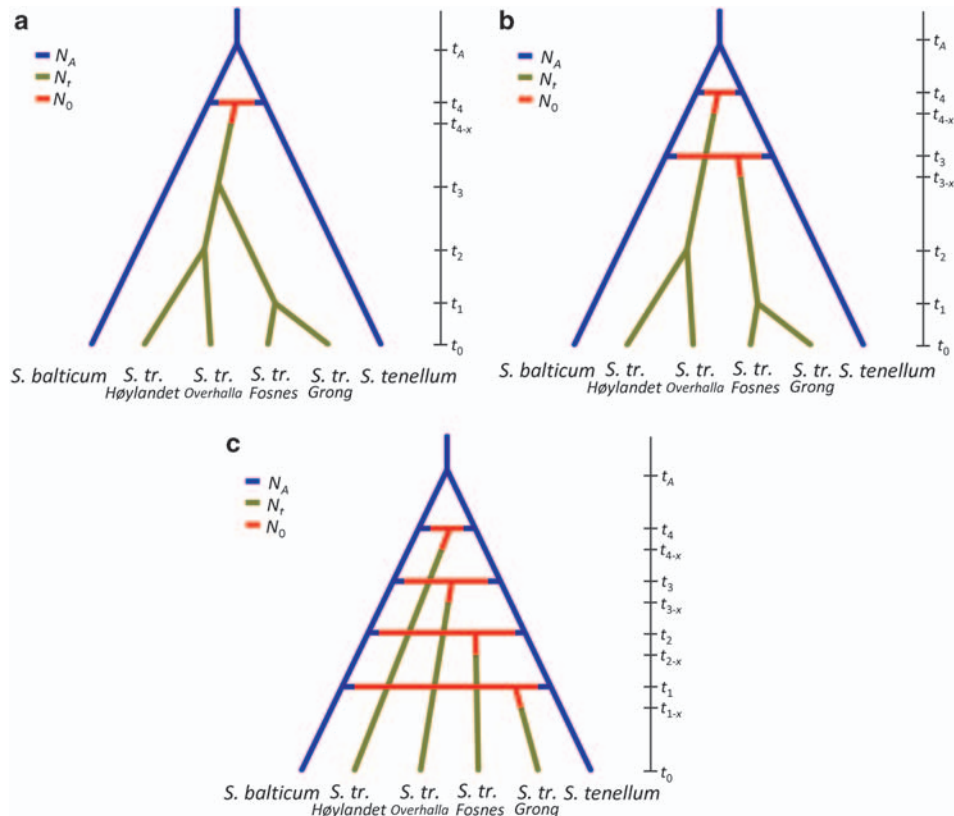 a
N_A
N_t
N_0
t_A
t_4
t_4-x
t_3
t_2
t_1
t_0
S. balticum S. tr. S. tr. S. tr. S. tr. S. tenellum
Høylandet Overhalla Fosnes Grong
b
N_A
N_t
N_0
t_A
t_4
t_4-x
t_3
t_3-x
t_2
t_1
t_0
S. balticum S. tr. S. tr. S. tr. S. tr. S. tenellum
Høylandet Overhalla Fosnes Grong
c
N_A
N_t
N_0
t_A
t_4
t_4-x
t_3
t_3-x
t_2
t_2-x
t_1
t_1-x
t_0
S. balticum S. tr. S. tr. S. tr. S. tr. S. tenellum
Høylandet Overhalla Fosnes Grong